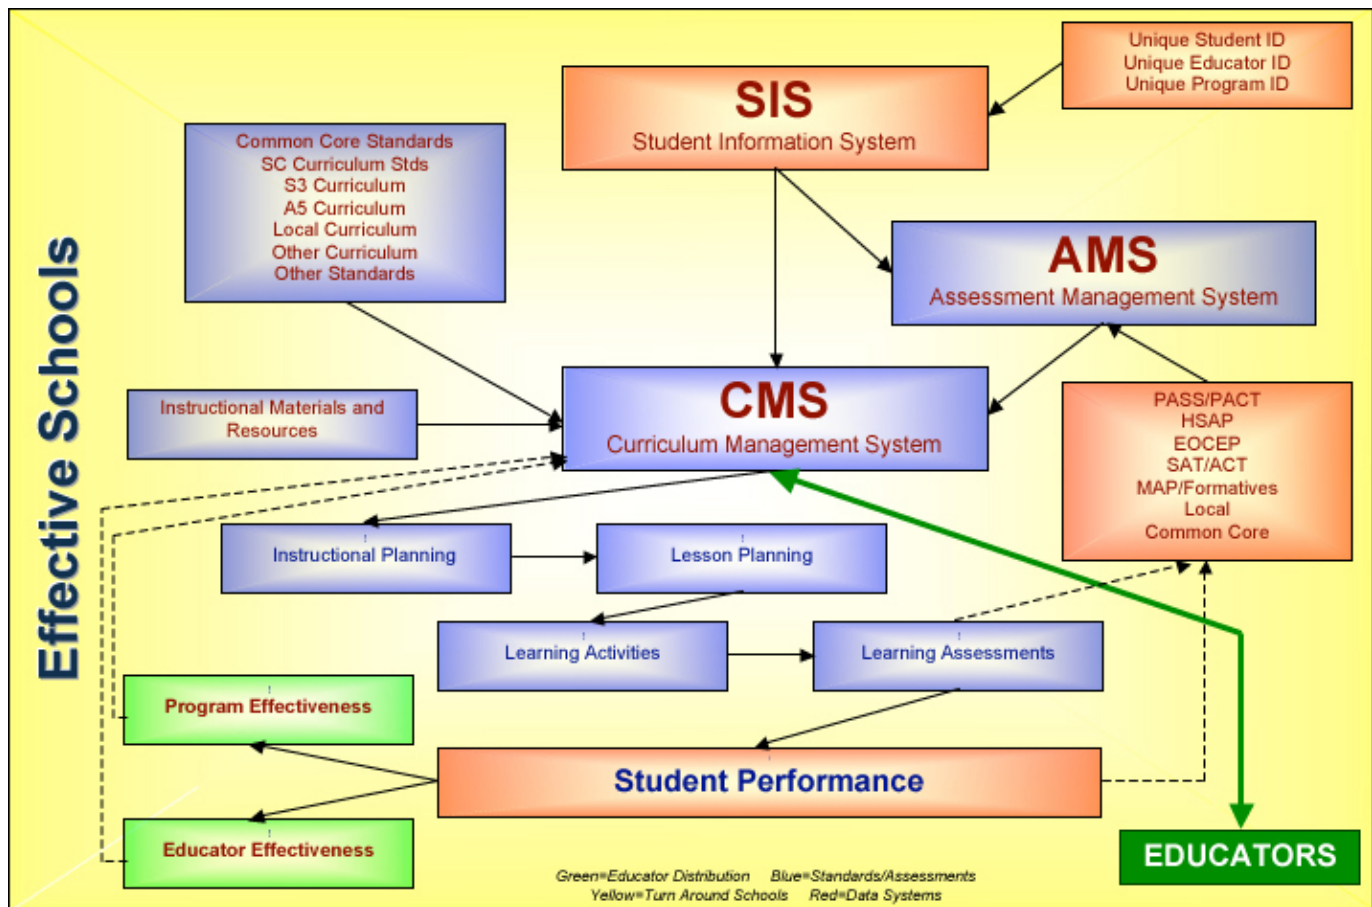 Effective Schools
Unique Student ID
Unique Educator ID
Unique Program ID
SIS
Student Information System
Common Core Standards
SC Curriculum Stds
S3 Curriculum
A5 Curriculum
Local Curriculum
Other Curriculum
Other Standards
AMS
Assessment Management System
CMS
Curriculum Management System
Instructional Materials and
Resources
PASS/PACT
HSAP
EOCEP
SAT/ACT
MAP/Formatives
Local
Common Core
Instructional Planning
Lesson Planning
Learning Activities
Learning Assessments
Program Effectiveness
Student Performance
Educator Effectiveness
EDUCATORS
Green=Educator Distribution Blue=Standards/Assessments
Yellow=Turn Around Schools Red=Data Systems